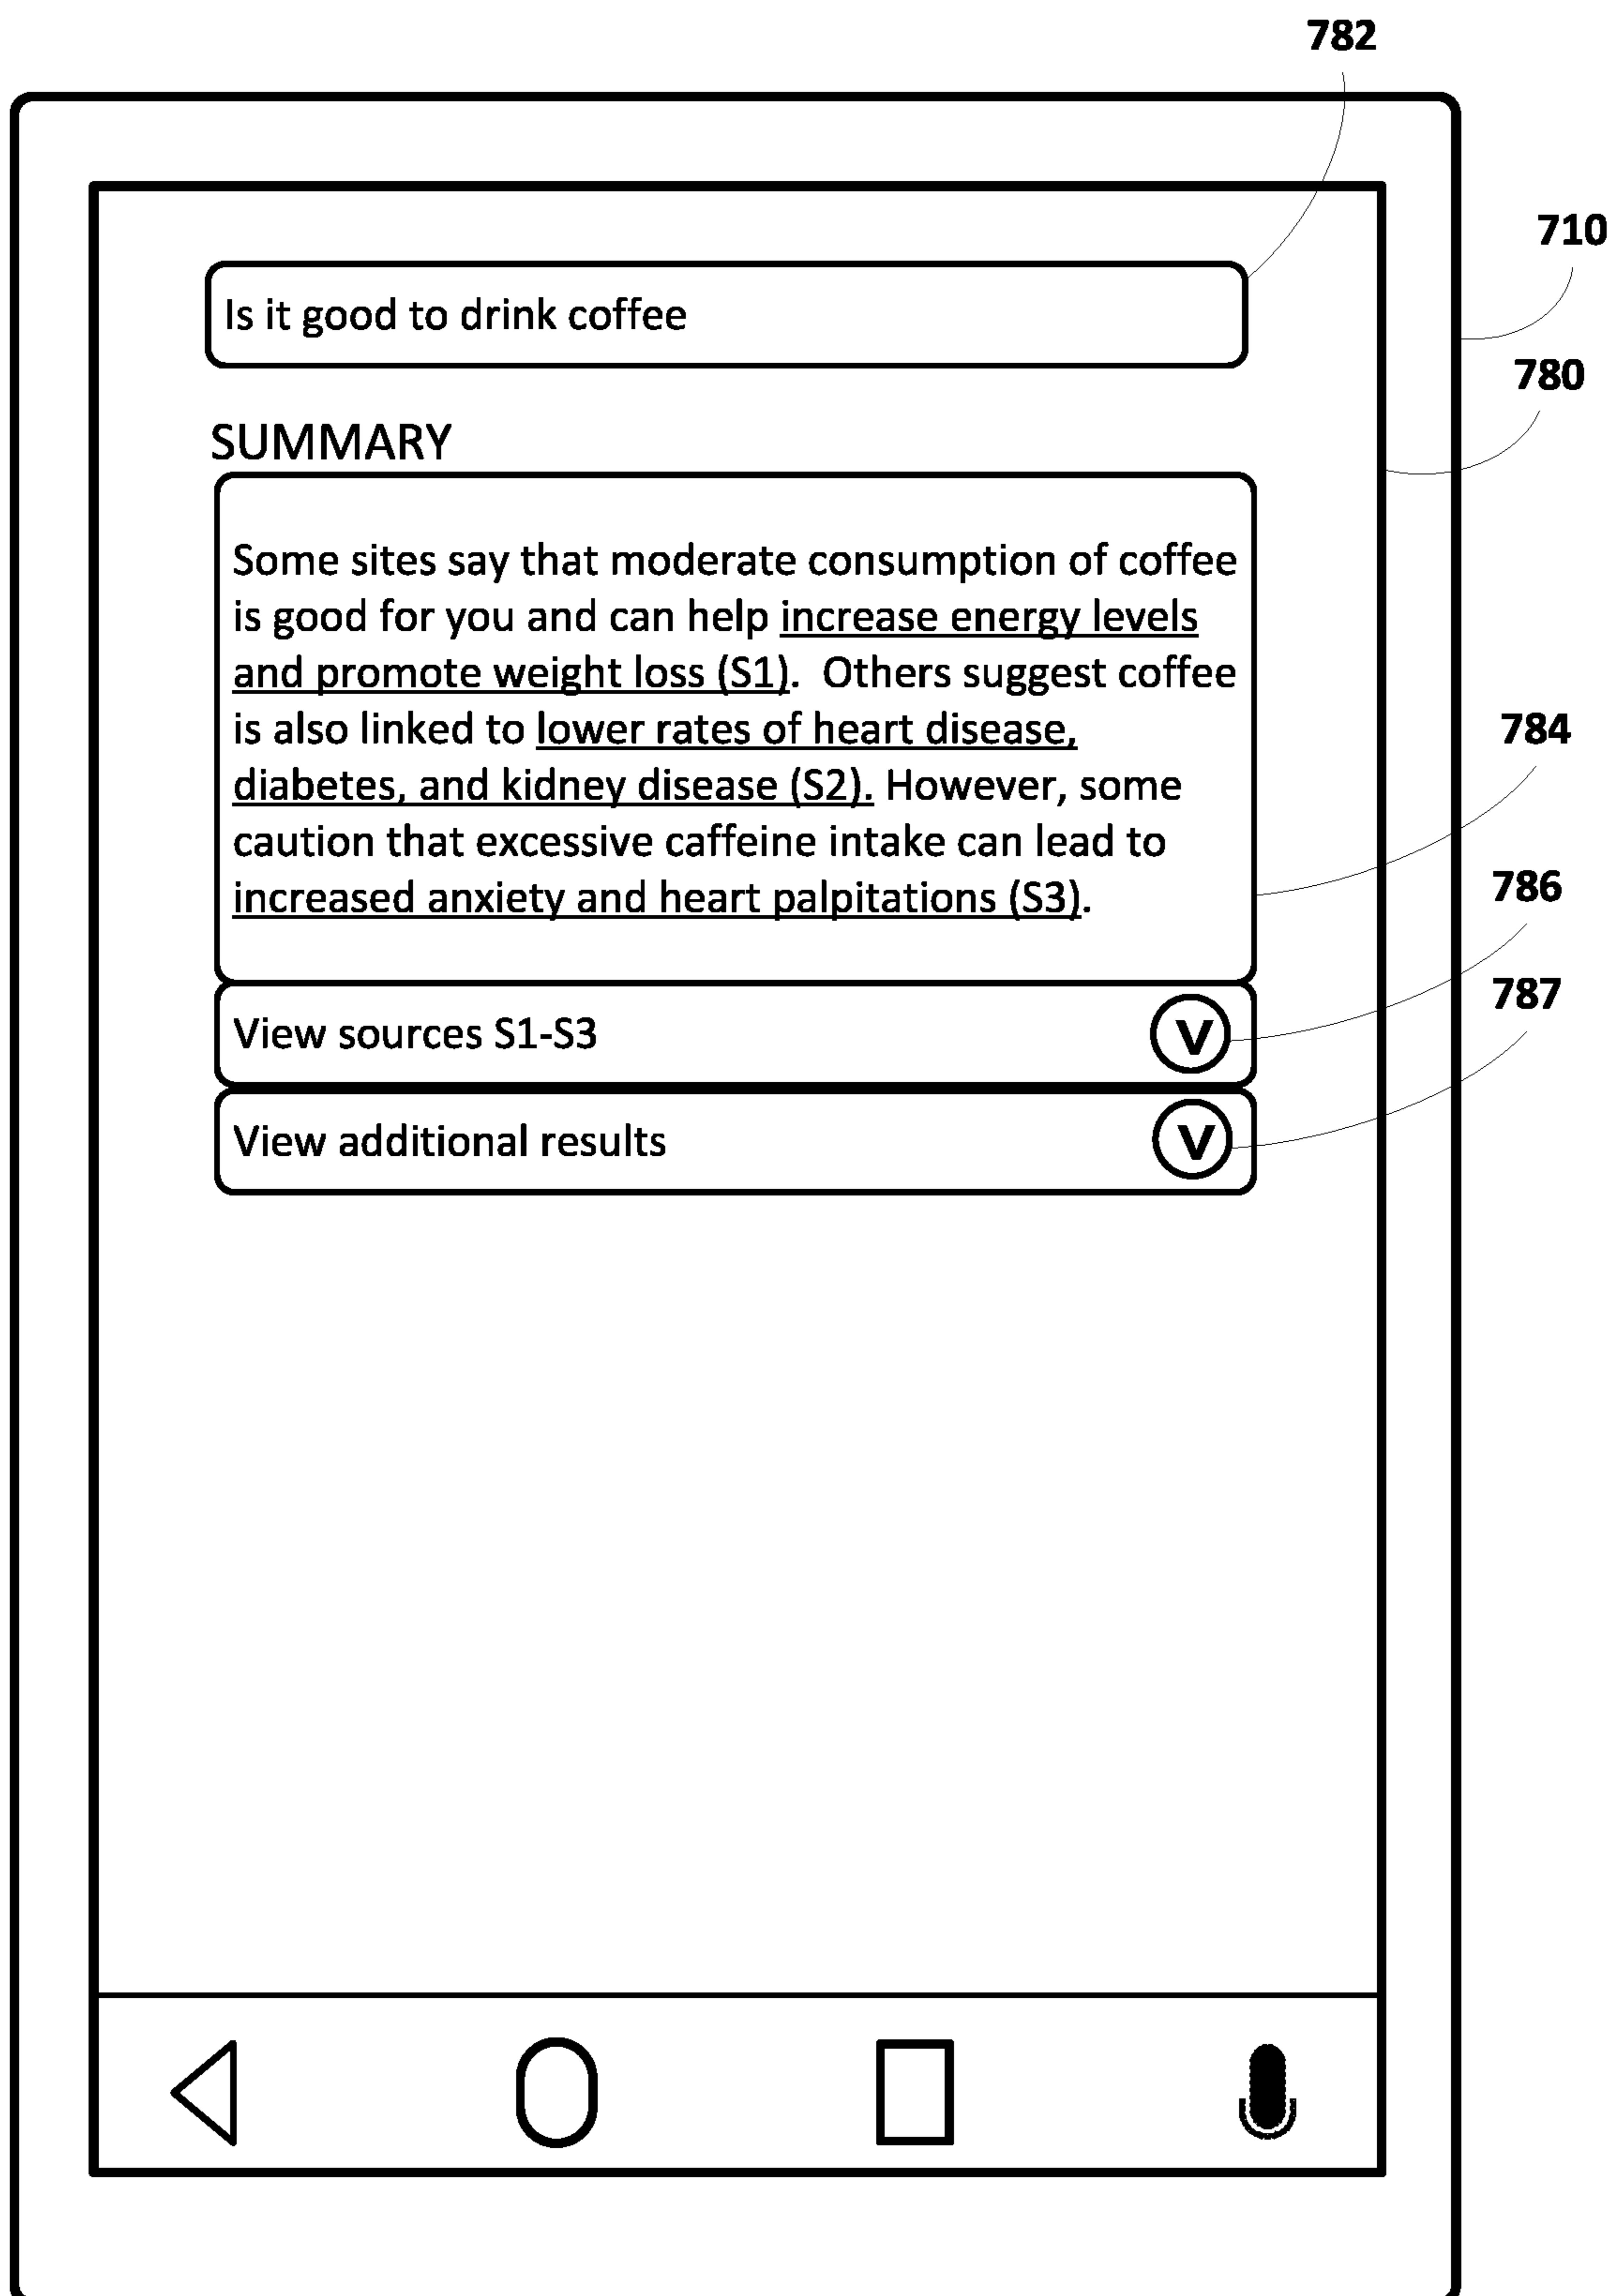 782
710
Is it good to drink coffee
780
SUMMARY
Some sites say that moderate consumption of coffee
is good for you and can help increase energy levels
and promote weight loss (S1).  Others suggest coffee
is also linked to lower rates of heart disease,
784
diabetes, and kidney disease (S2). However, some
caution that excessive caffeine intake can lead to
786
increased anxiety and heart palpitations (S3).
787
View sources S1-S3
V
View additional results
V